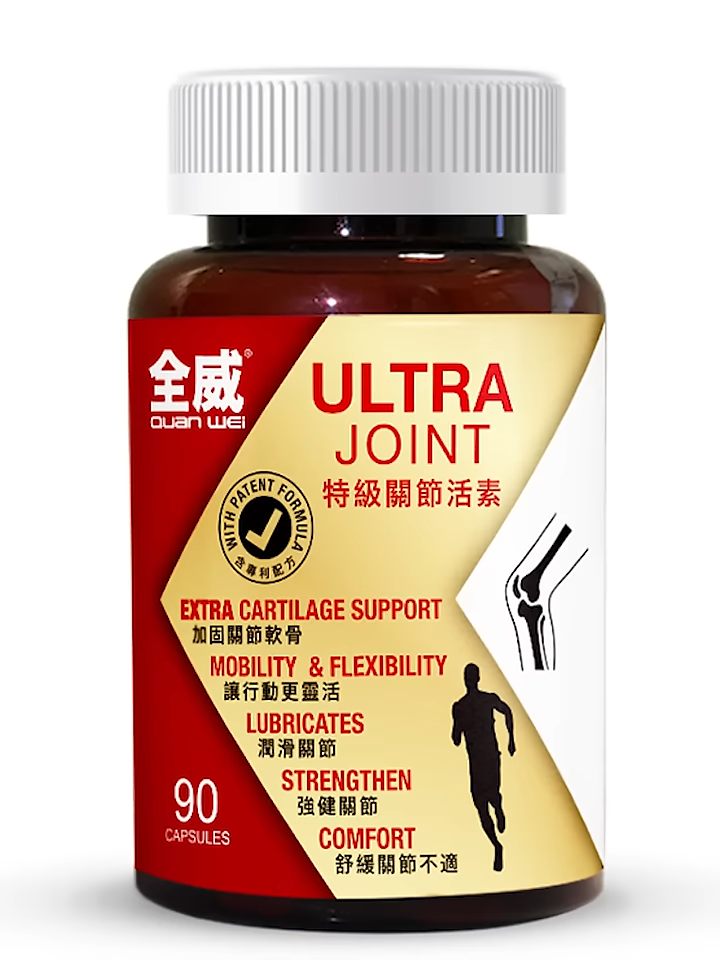 全威®
QUAN WEI
ULTRA
JOINT
特級關節活素
WITH PATENT FORMULA
含專利配方
EXTRA CARTILAGE SUPPORT
加固關節軟骨
MOBILITY & FLEXIBILITY
讓行動更靈活
LUBRICATES
潤滑關節
STRENGTHEN
強健關節
COMFORT
舒緩關節不適
90
CAPSULES